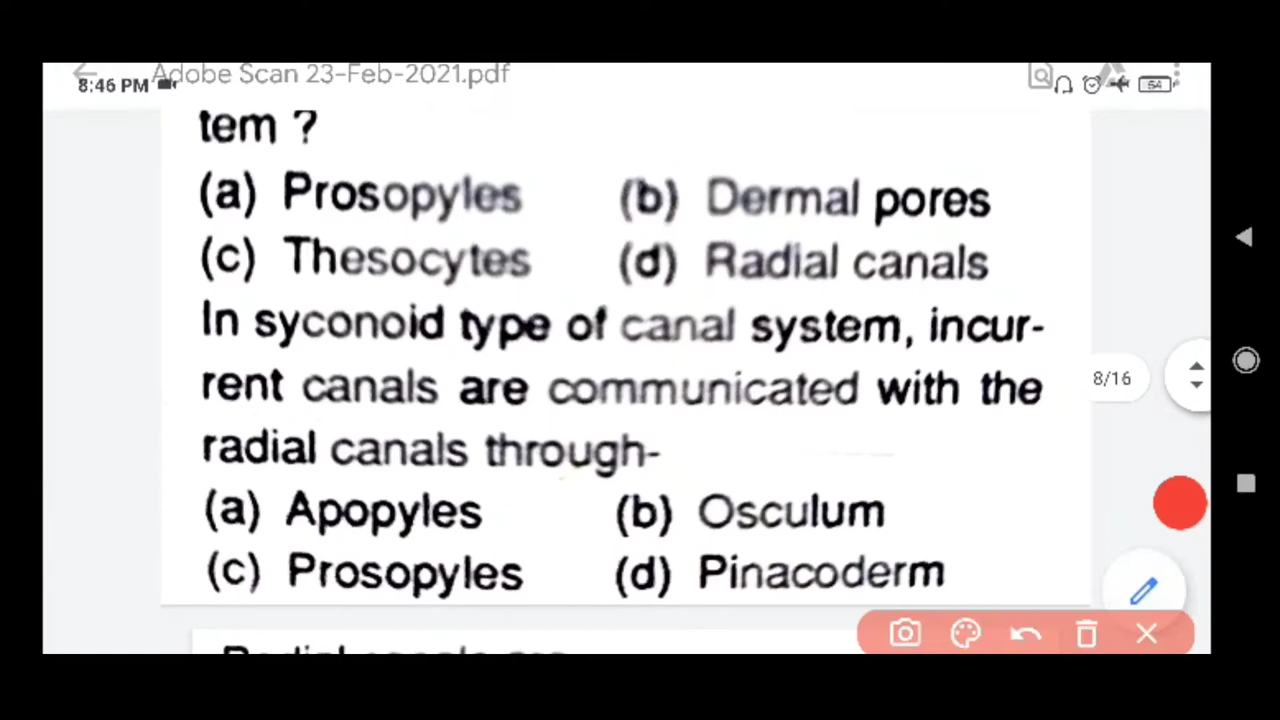 Adobe Scan 23-Feb-2021.pdf
8:46 PM
54
tem ?
(a) Prosopyles (b) Dermal pores
(c) Thesocytes (d) Radial canals
In syconoid type of canal system, incur-
rent canals are communicated with the
8/16
radial canals through-
(a) Apopyles (b) Osculum
(c) Prosopyles (d) Pinacoderm